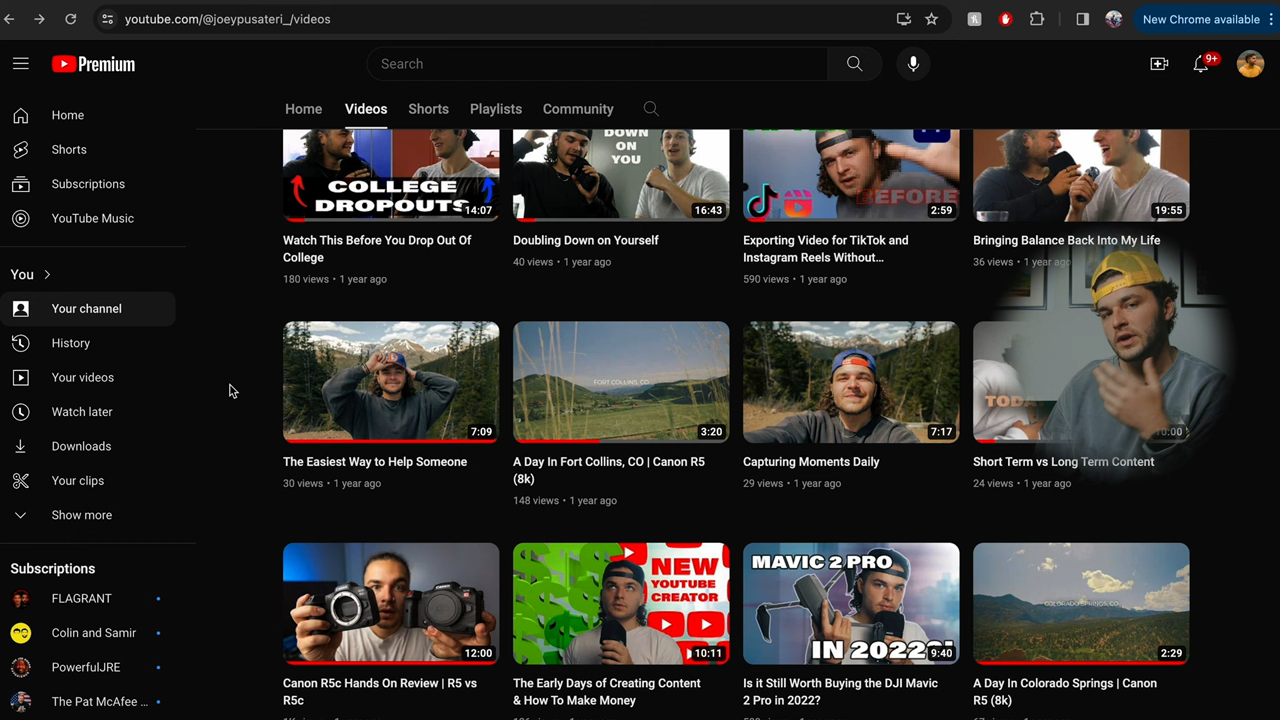 youtube.com/@joeypusateri_/videos
New Chrome available
Premium
Search
9+
Home
Videos
Shorts
Playlists
Community
Home
Shorts
Subscriptions
YouTube Music
You
Your channel
History
Your videos
Watch later
Downloads
Your clips
Show more
Subscriptions
FLAGRANT
Colin and Samir
PowerfulJRE
The Pat McAfee ...
COLLEGE
DROPOUTS
14:07
Watch This Before You Drop Out Of
College
180 views • 1 year ago
DOWN
ON
YOU
16:43
Doubling Down on Yourself
40 views • 1 year ago
BEFORE
2:59
Exporting Video for TikTok and
Instagram Reels Without...
590 views • 1 year ago
19:55
Bringing Balance Back Into My Life
36 views • 1 year ago
7:09
The Easiest Way to Help Someone
30 views • 1 year ago
FORT COLLINS, CO
3:20
A Day In Fort Collins, CO | Canon R5
(8k)
148 views • 1 year ago
7:17
Capturing Moments Daily
29 views • 1 year ago
TODA
10:00
Short Term vs Long Term Content
24 views • 1 year ago
Canon
12:00
Canon R5c Hands On Review | R5 vs
R5c
NEW
YOUTUBE
CREATOR
10:11
The Early Days of Creating Content
& How To Make Money
MAVIC 2 PRO
IN 2022?!
9:40
Is it Still Worth Buying the DJI Mavic
2 Pro in 2022?
COLORADO SPRINGS, CO
2:29
A Day In Colorado Springs | Canon
R5 (8k)